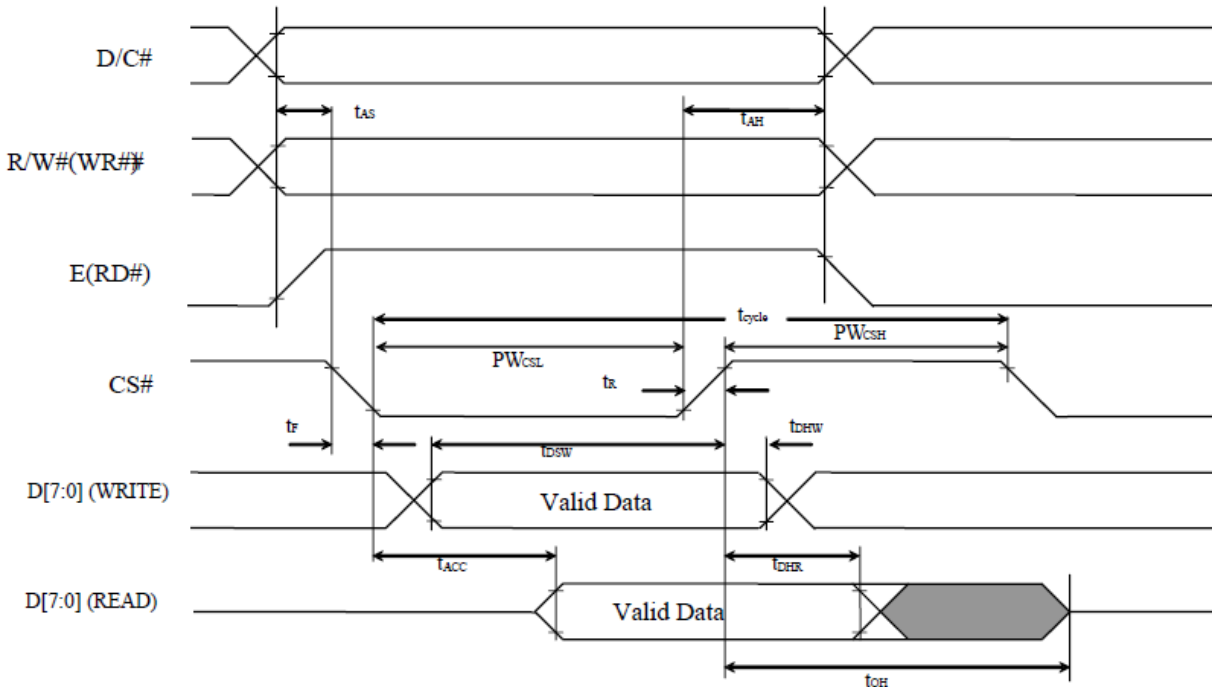 D/C#
tAS
tAH
R/W#(WR##)
E(RD#)
tcycle
PWCSL
PWCSH
CS#
tR
tF
tDSW
tDHW
D[7:0] (WRITE)
Valid Data
tACC
tDHR
D[7:0] (READ)
Valid Data
tOH